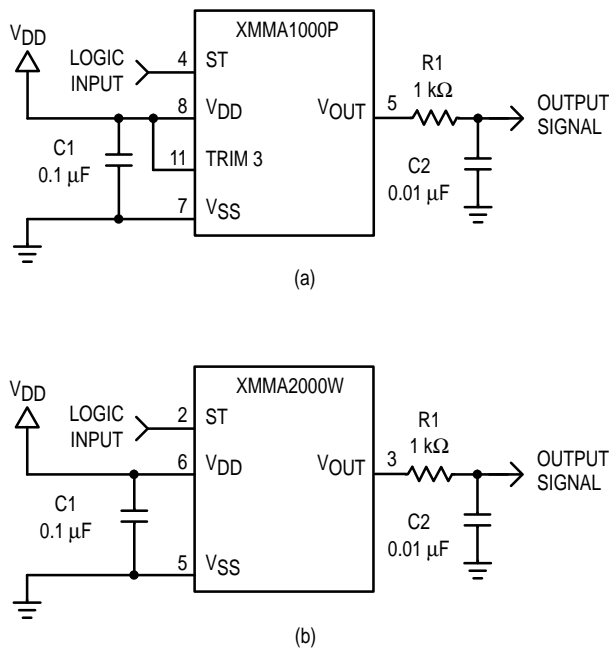 XMMA1000P
VDD
LOGIC
INPUT
4
ST
8
VDD
VOUT
5
R1
1 kΩ
OUTPUT
SIGNAL
C1
0.1 μF
11
TRIM 3
C2
0.01 μF
7
VSS
(a)
XMMA2000W
VDD
LOGIC
INPUT
2
ST
6
VDD
VOUT
3
R1
1 kΩ
OUTPUT
SIGNAL
C1
0.1 μF
C2
0.01 μF
5
VSS
(b)